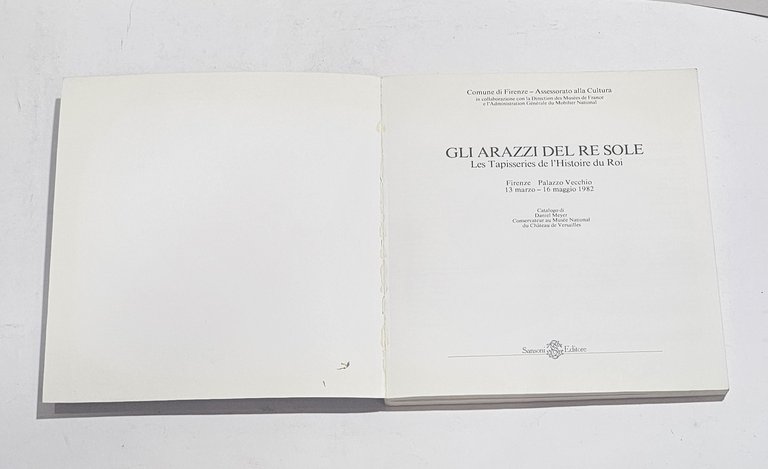 Comune di Firenze – Assessorato alla Cultura
in collaborazione con la Direction des Musées de France
e l'Administration Générale du Mobilier National
GLI ARAZZI DEL RE SOLE
Les Tapisseries de l'Histoire du Roi
Firenze Palazzo Vecchio
13 marzo – 16 maggio 1982
Catalogo di
Daniel Meyer
Conservateur au Musée National
du Château de Versailles
Sansoni Editore